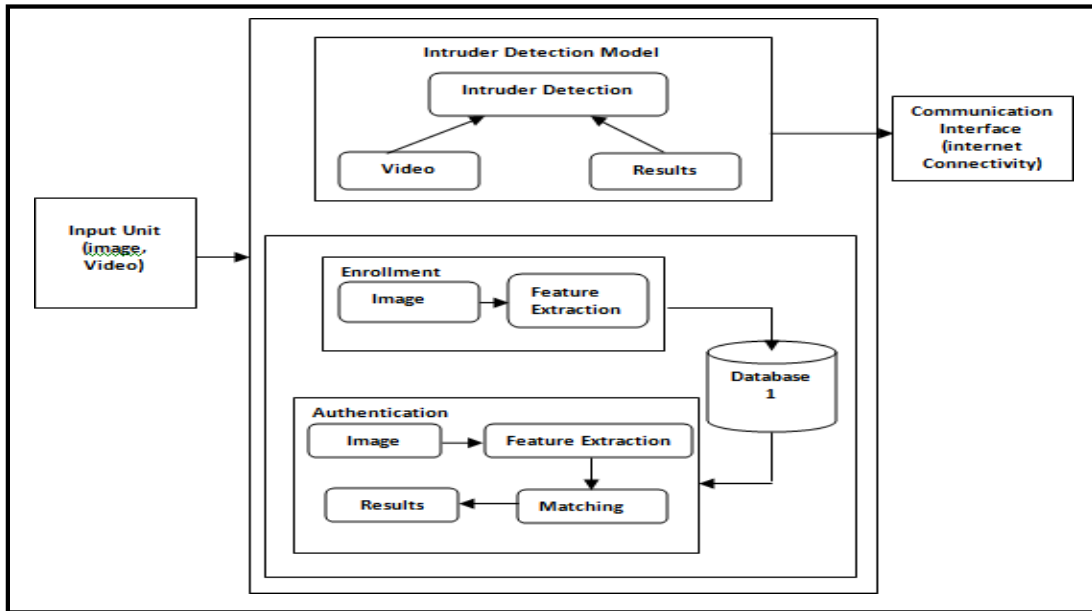 Intruder Detection Model
Intruder Detection
Video
Results
Communication
Interface
(internet
Connectivity)
Input Unit
(image,
Video)
Enrollment
Image
Feature
Extraction
Database
1
Authentication
Image
Feature Extraction
Results
Matching